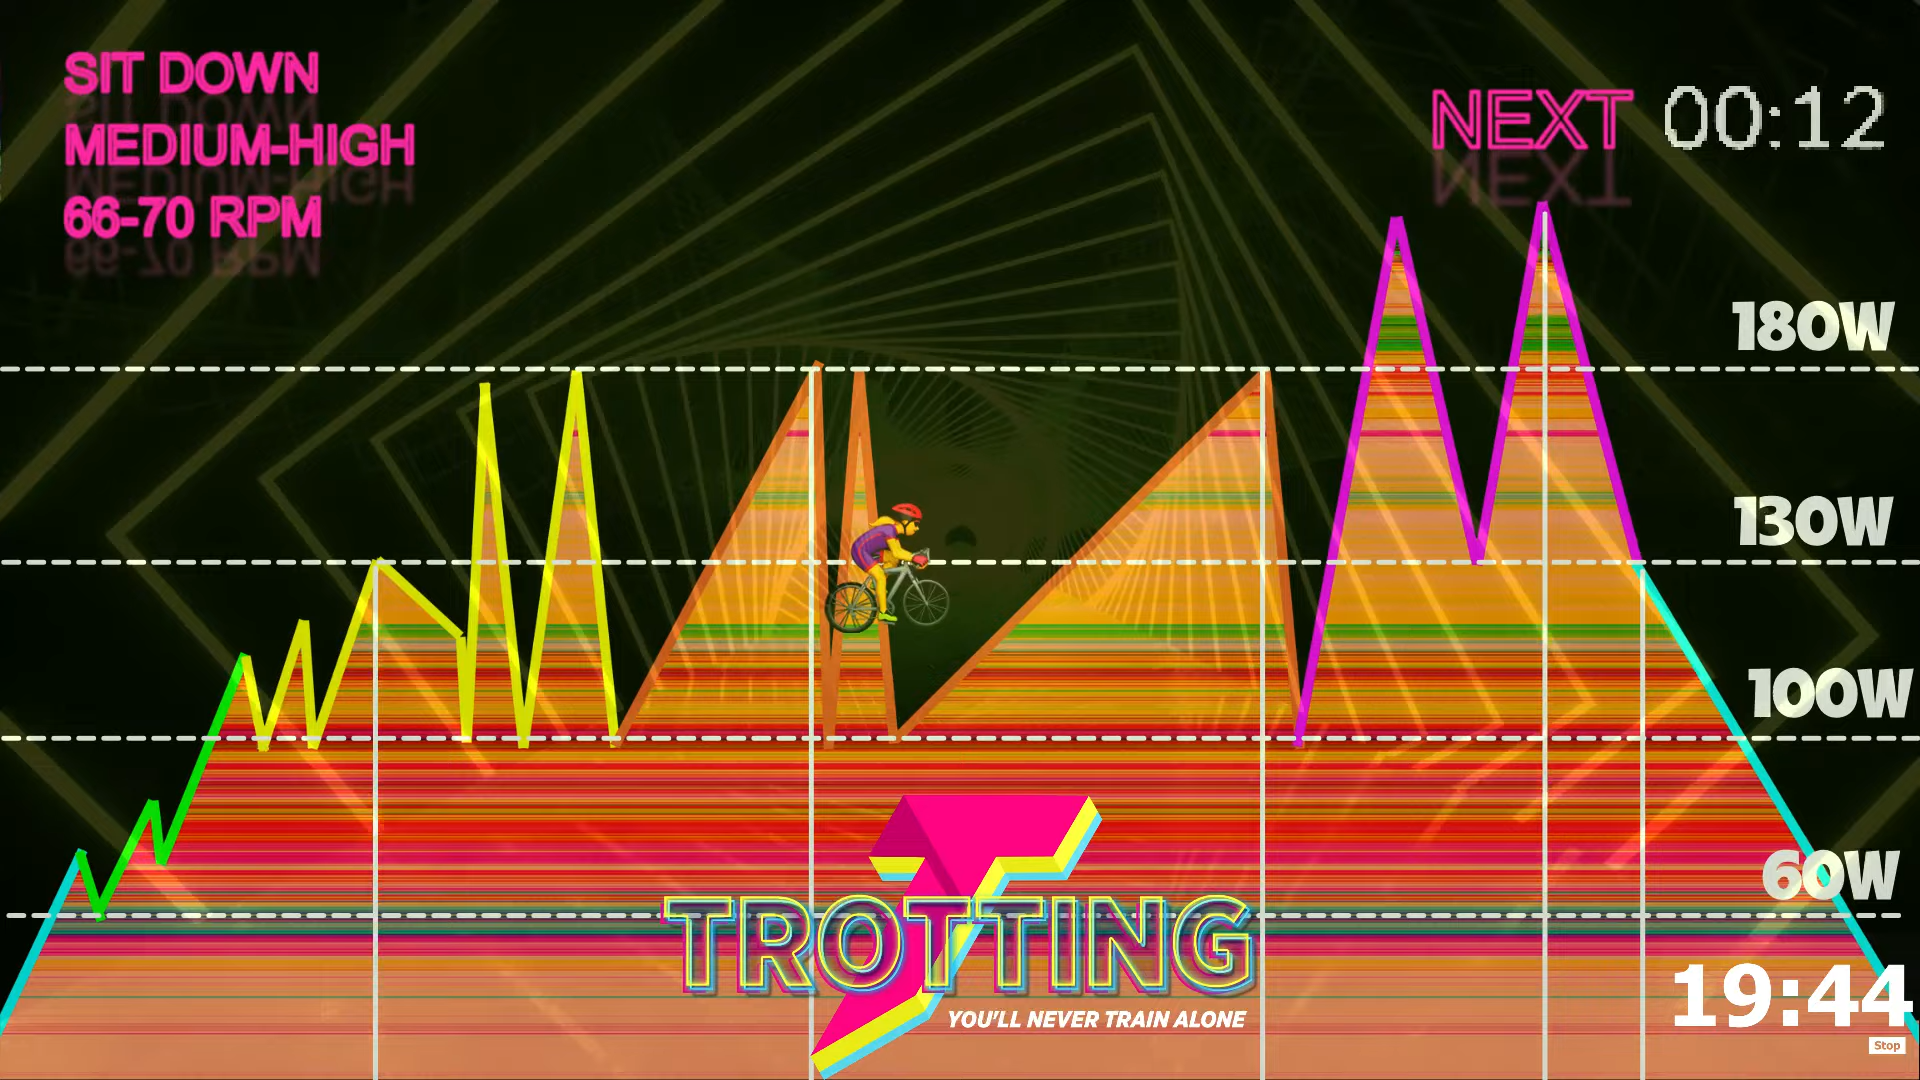 SIT DOWN
MEDIUM-HIGH
66-70 RPM
NEXT 00:12
180W
130W
100W
60W
TROTTING
YOU'LL NEVER TRAIN ALONE
19:44
Stop